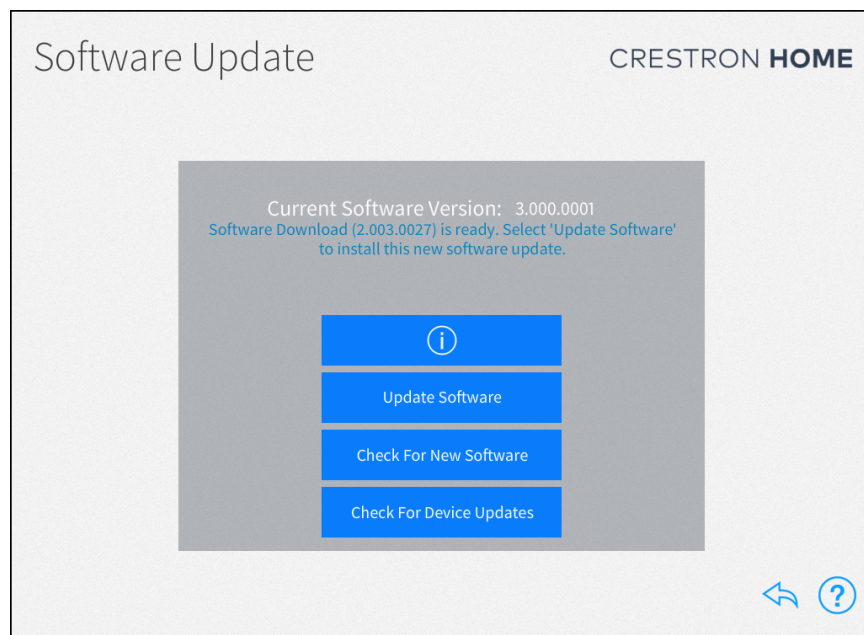 Software Update
CRESTRON HOME
Current Software Version: 3.000.0001
Software Download (2.003.0027) is ready. Select 'Update Software'
to install this new software update.
i
Update Software
Check For New Software
Check For Device Updates
?